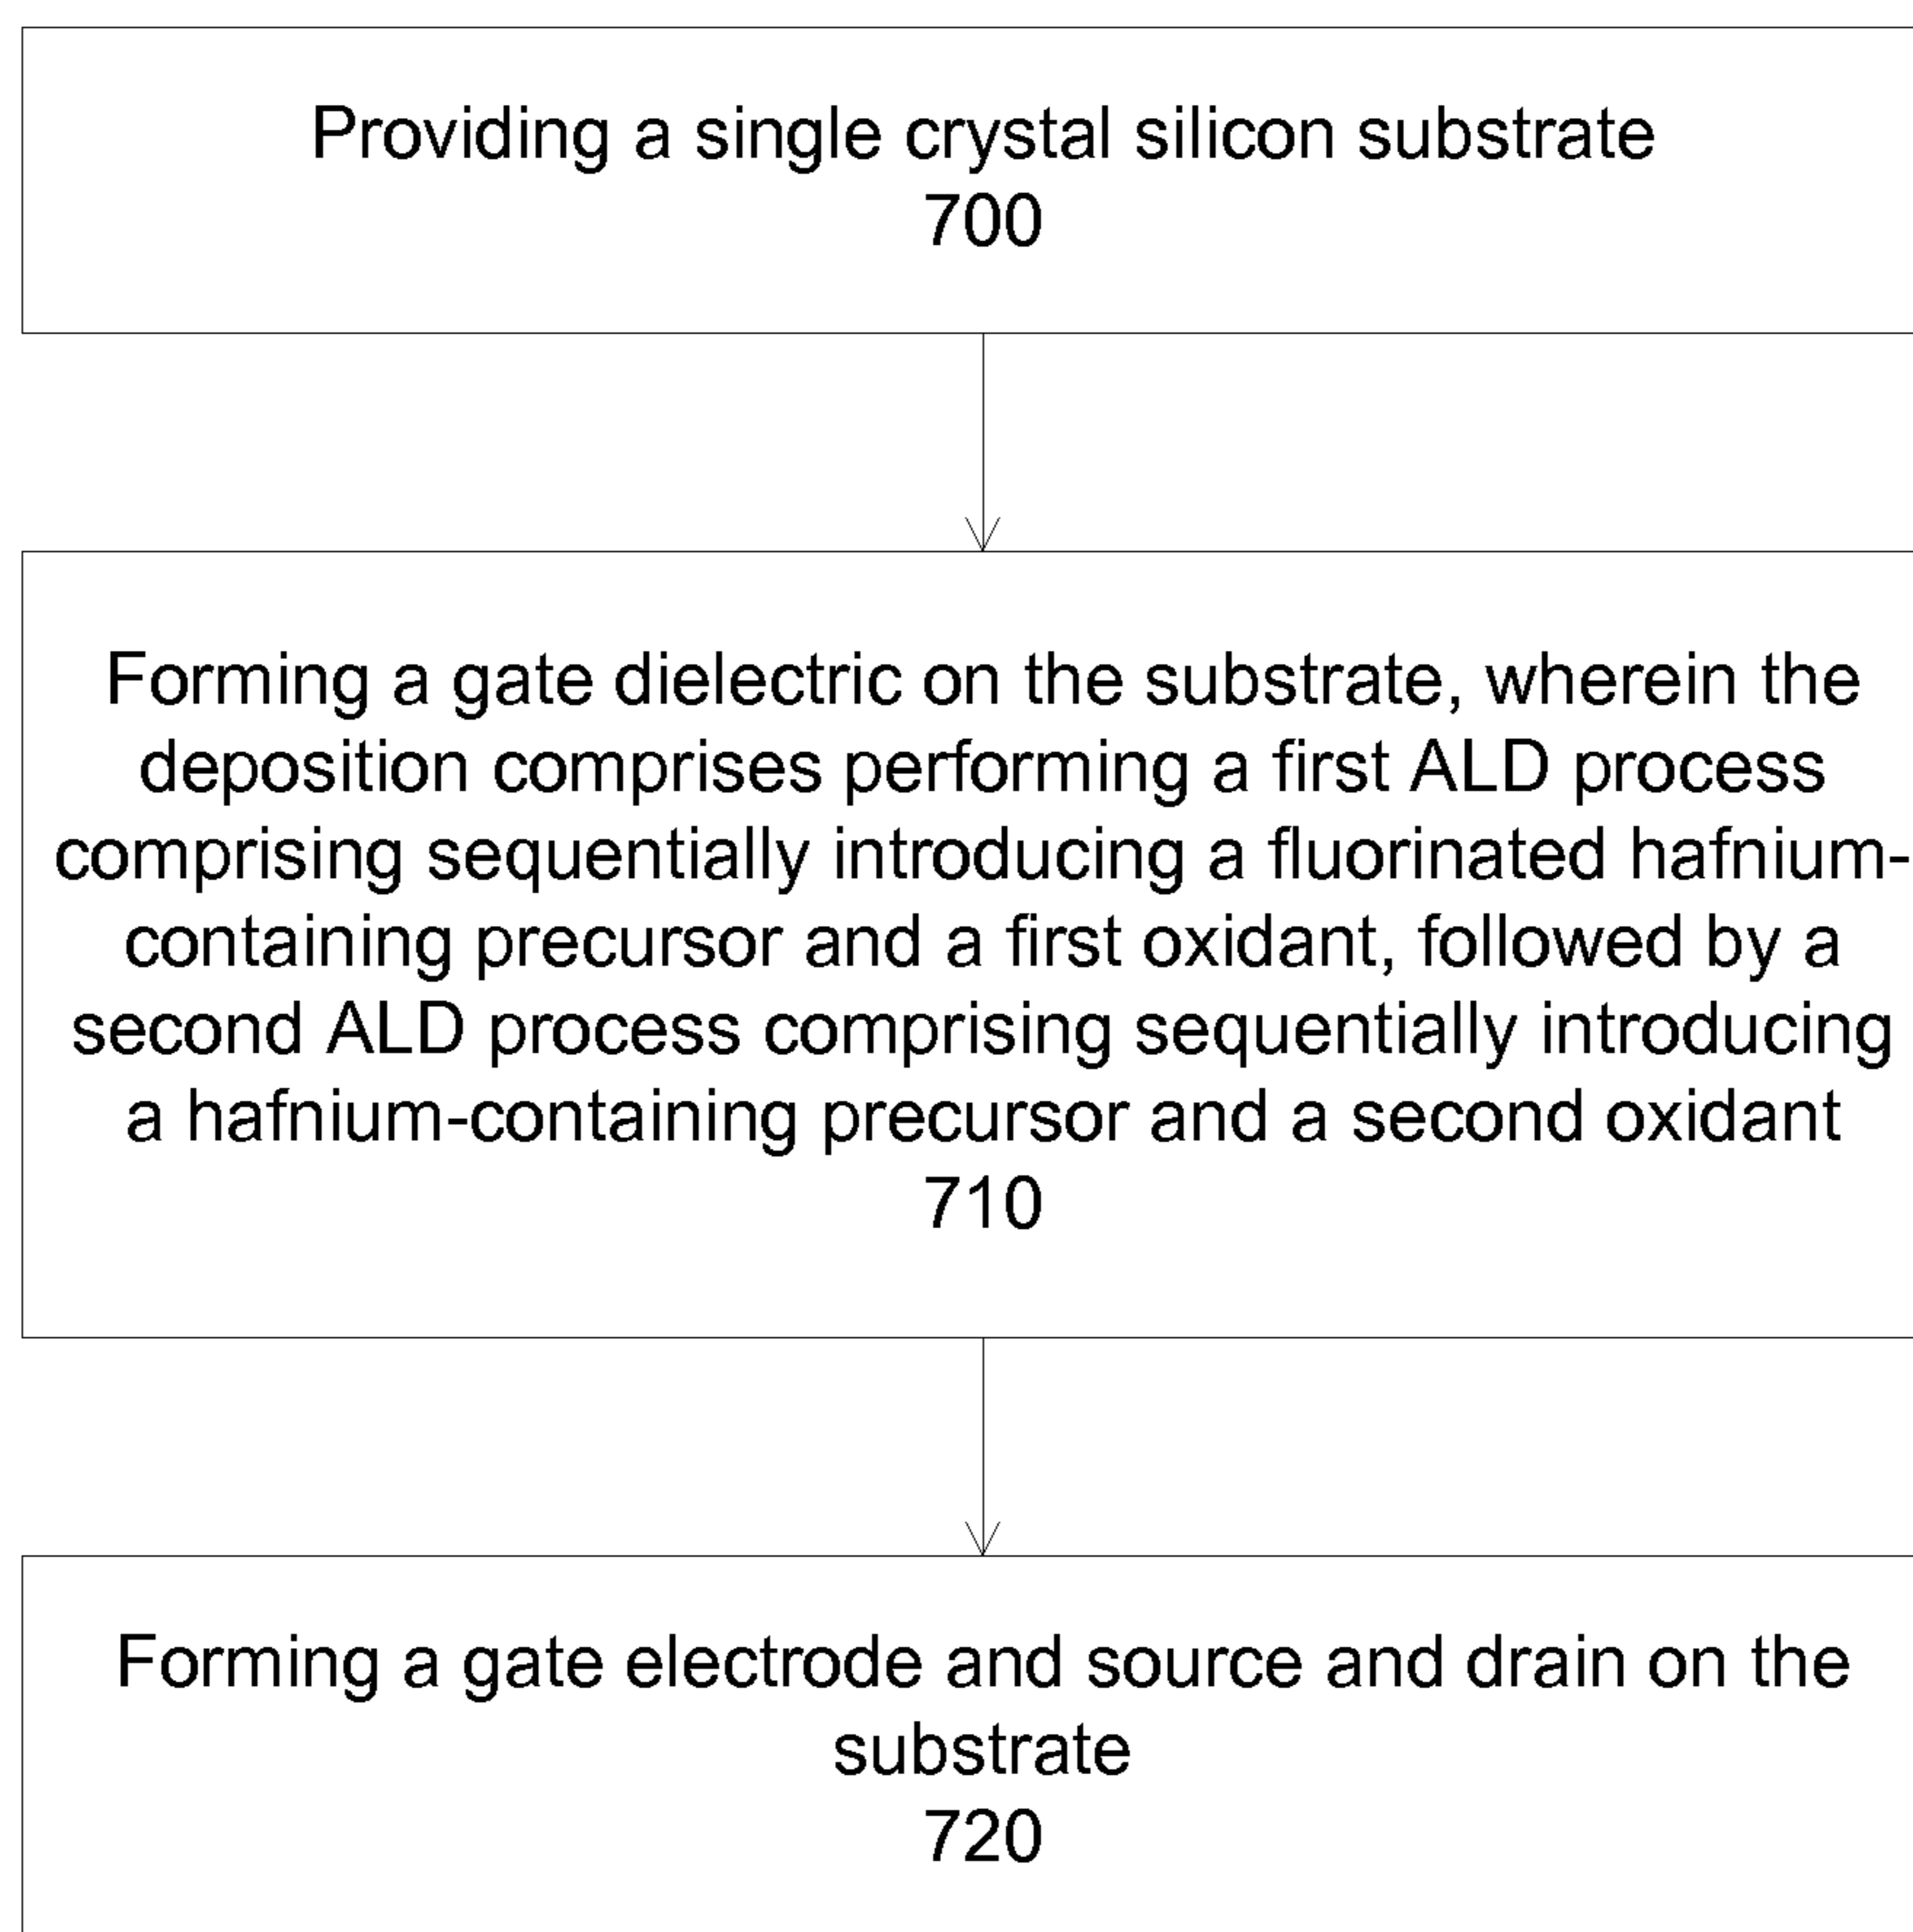 Providing a single crystal silicon substrate
700
Forming a gate dielectric on the substrate, wherein the
deposition comprises performing a first ALD process
comprising sequentially introducing a fluorinated hafnium-
containing precursor and a first oxidant, followed by a
second ALD process comprising sequentially introducing
a hafnium-containing precursor and a second oxidant
710
Forming a gate electrode and source and drain on the
substrate
720